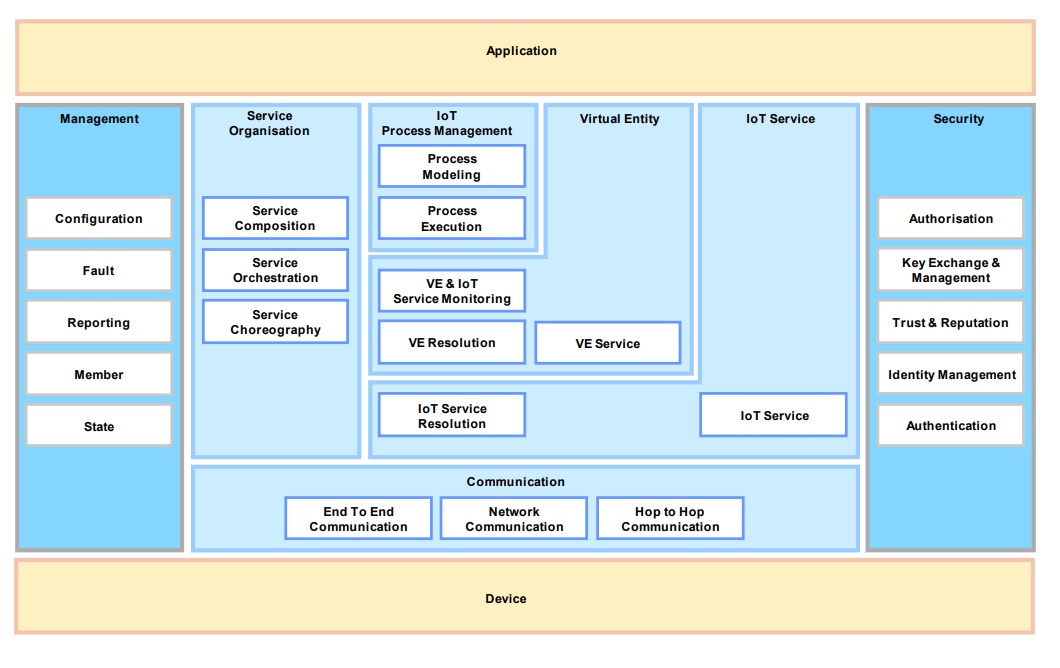 Application
Management
Configuration
Fault
Reporting
Member
State
Service
Organisation
Service
Composition
Service
Orchestration
Service
Choreography
IoT
Process Management
Process
Modeling
Process
Execution
Virtual Entity
VE & IoT
Service Monitoring
VE Resolution
VE Service
IoT Service
IoT Service
Resolution
IoT Service
Security
Authorisation
Key Exchange &
Management
Trust & Reputation
Identity Management
Authentication
Communication
End To End
Communication
Network
Communication
Hop to Hop
Communication
Device